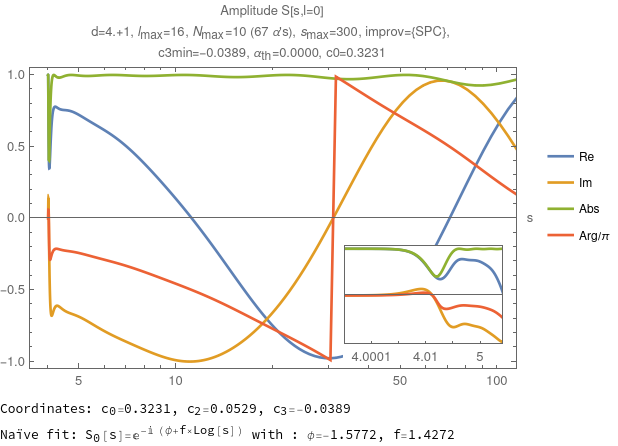 Amplitude S[s,l=0]
d=4.+1, lmax=16, Nmax=10 (67 α's), smax=300, improv={SPC},
c3min=-0.0389, αth=0.0000, c0=0.3231
1.0
0.5
0.0
-0.5
-1.0
s
Re
Im
Abs
Arg/π
4.0001 4.01 5
5 10 50 100
Coordinates: c0=0.3231, c2=0.0529, c3=-0.0389
Naïve fit: S0[s]=e^-i (ϕ+f×Log[s]) with : ϕ=-1.5772, f=1.4272